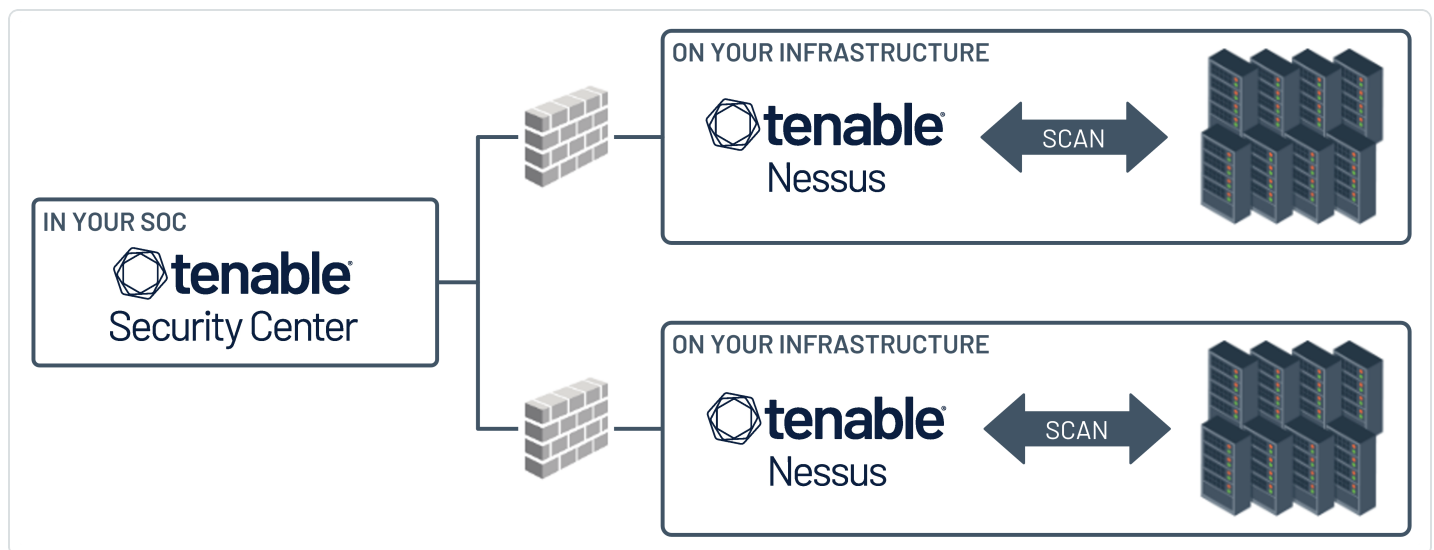 ON YOUR INFRASTRUCTURE
tenable®
Nessus
SCAN
IN YOUR SOC
tenable®
Security Center
ON YOUR INFRASTRUCTURE
tenable®
Nessus
SCAN